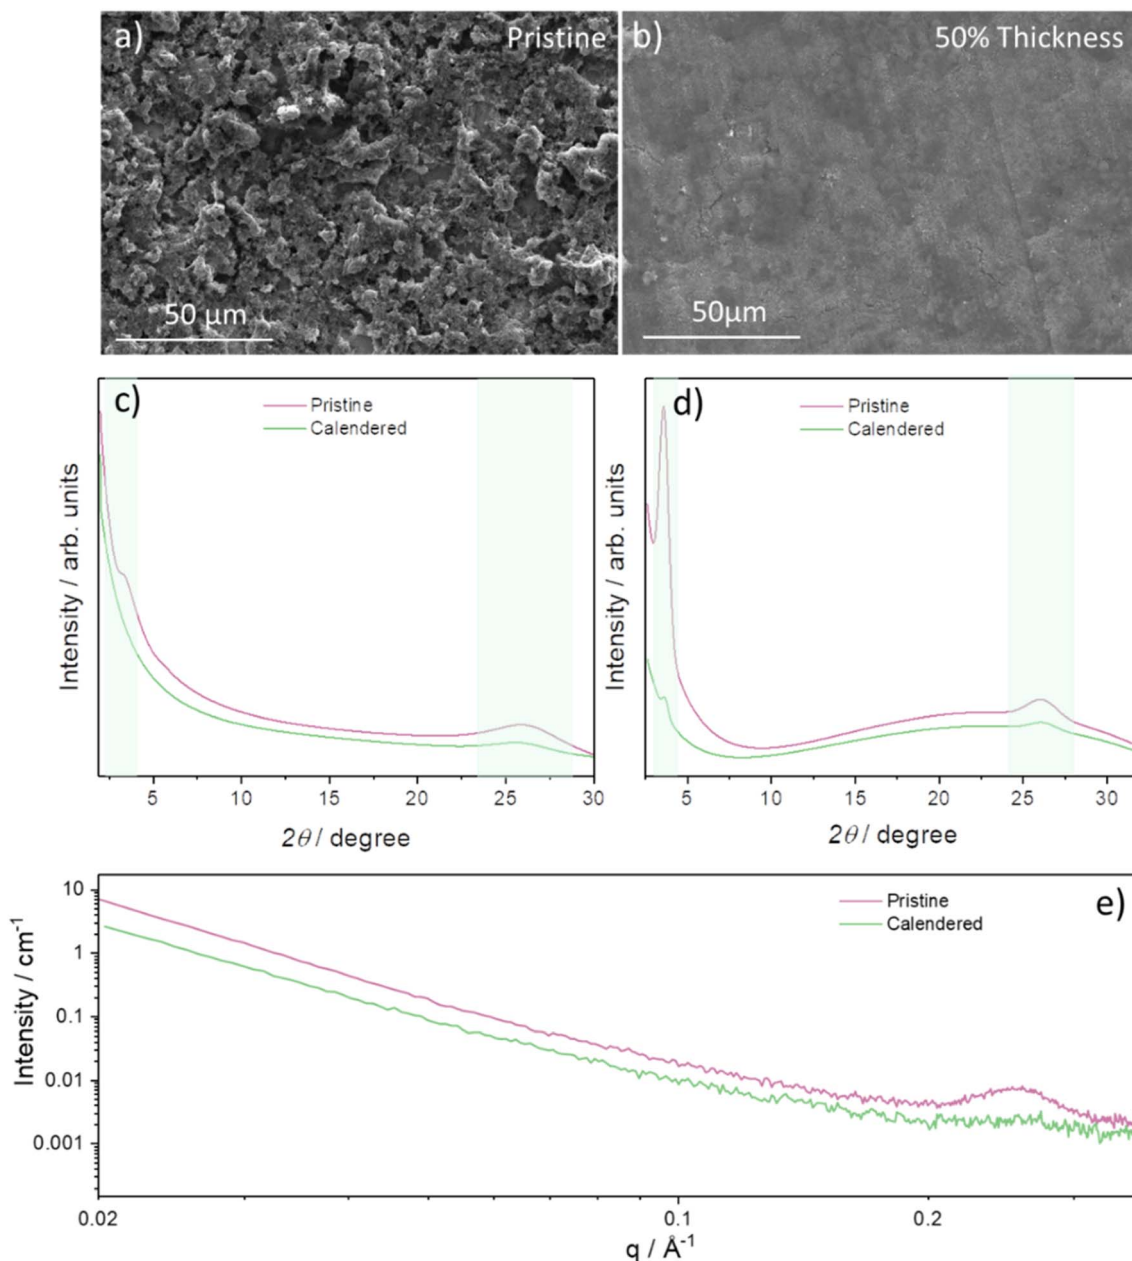 a) Pristine
50 μm
b) 50% Thickness
50μm
c)
Pristine
Calendered
Intensity / arb. units
5 10 15 20 25 30
2θ / degree
d)
Pristine
Calendered
Intensity / arb. units
5 10 15 20 25 30
2θ / degree
e)
Pristine
Calendered
Intensity / cm⁻¹
10
1
0.1
0.01
0.001
0.02 0.1 0.2
q / Å⁻¹